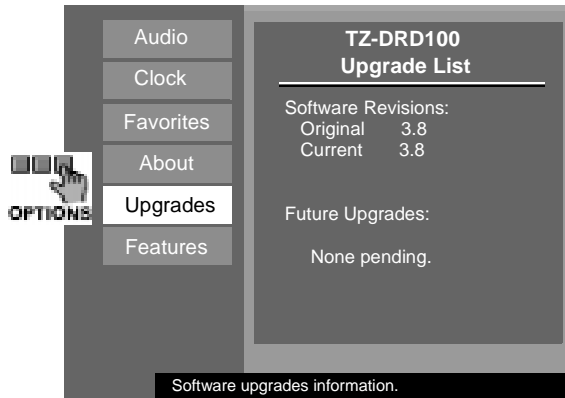 Audio
Clock
Favorites
About
Upgrades
Features
OPTIONS
TZ-DRD100
Upgrade List
Software Revisions:
Original 3.8
Current 3.8
Future Upgrades:
None pending.
Software upgrades information.